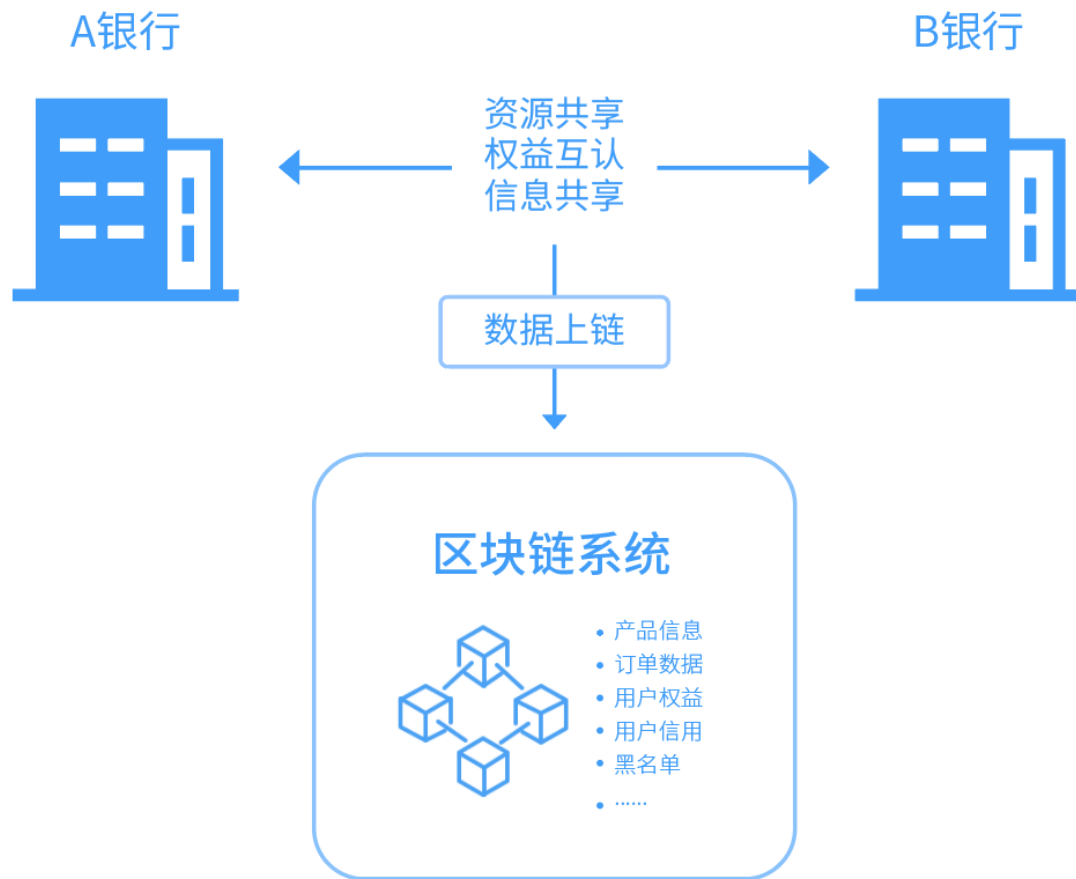 A银行
B银行
资源共享
权益互认
信息共享
数据上链
区块链系统
• 产品信息
• 订单数据
• 用户权益
• 用户信用
• 黑名单
• ……